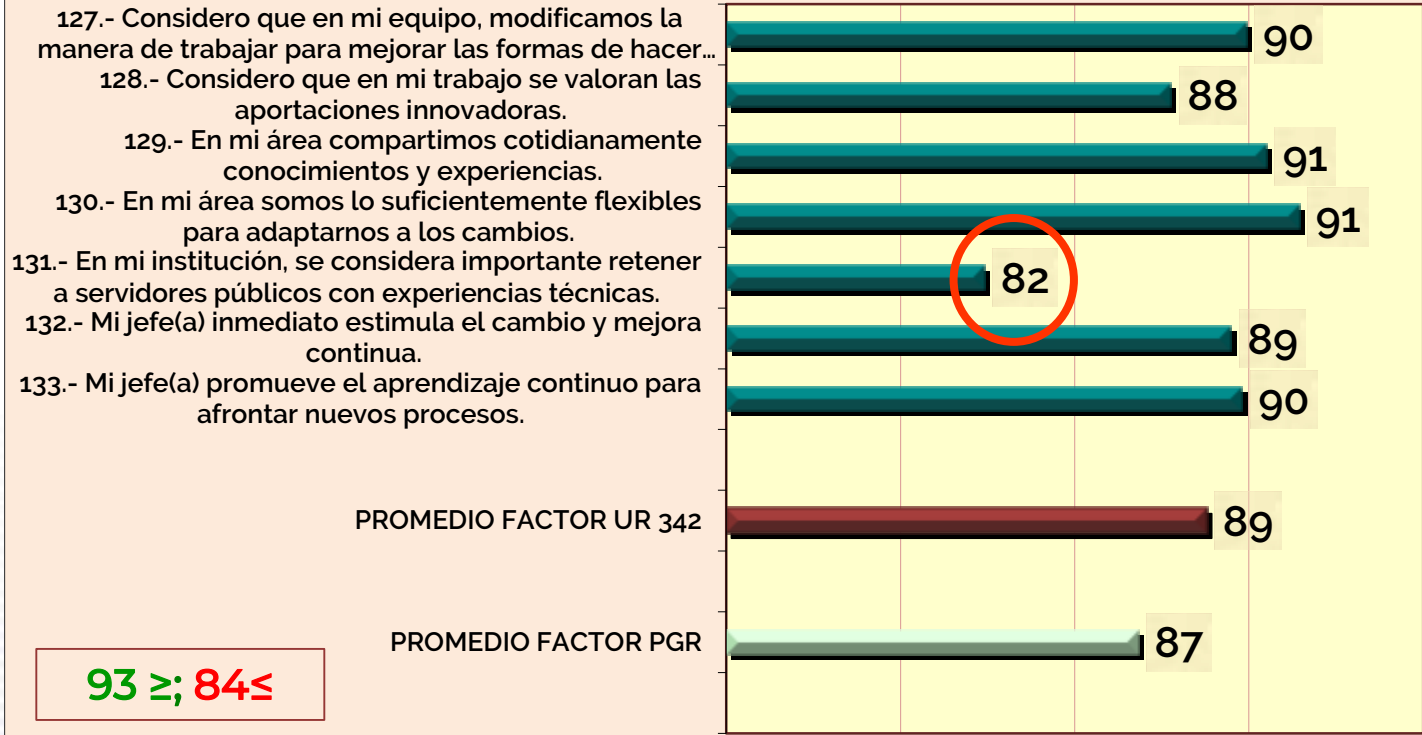 127.- Considero que en mi equipo, modificamos la
manera de trabajar para mejorar las formas de hacer…
90
128.- Considero que en mi trabajo se valoran las
aportaciones innovadoras.
88
129.- En mi área compartimos cotidianamente
conocimientos y experiencias.
91
130.- En mi área somos lo suficientemente flexibles
para adaptarnos a los cambios.
91
131.- En mi institución, se considera importante retener
a servidores públicos con experiencias técnicas.
82
132.- Mi jefe(a) inmediato estimula el cambio y mejora
continua.
89
133.- Mi jefe(a) promueve el aprendizaje continuo para
afrontar nuevos procesos.
90
PROMEDIO FACTOR UR 342
89
PROMEDIO FACTOR PGR
87
93 ≥; 84≤